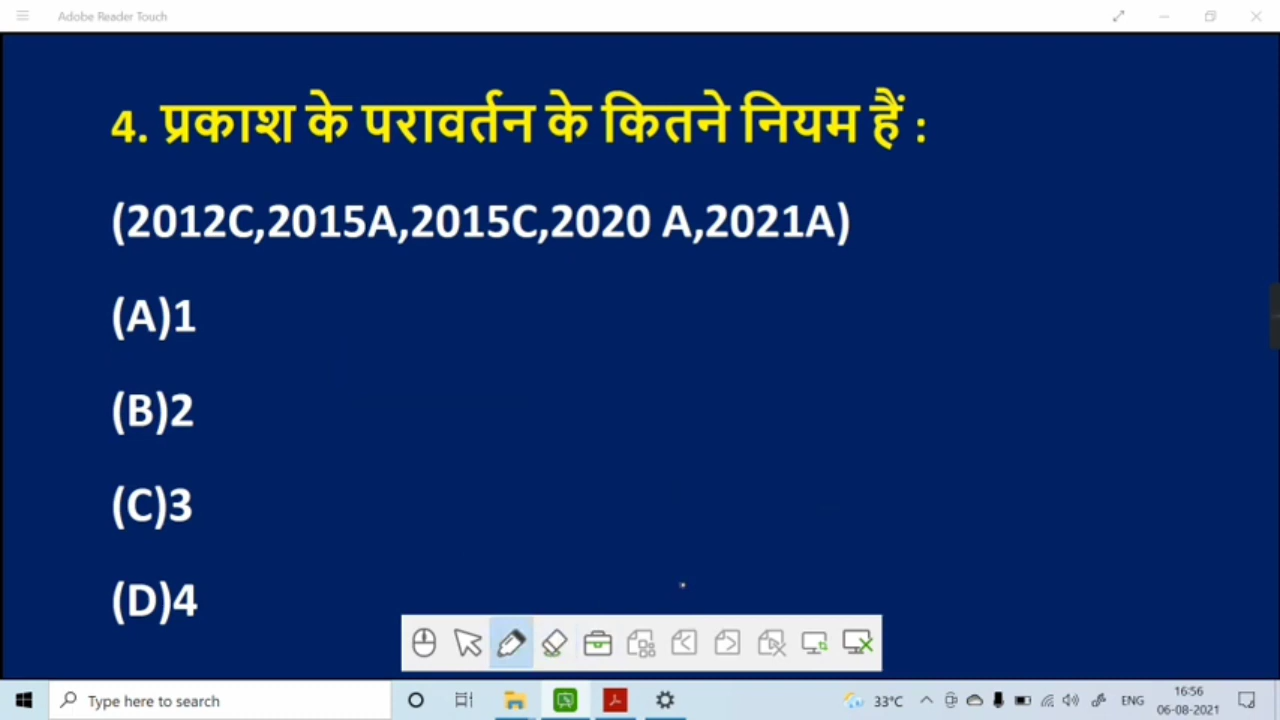 Adobe Reader Touch
4. प्रकाश के परावर्तन के कितने नियम हैं :
(2012C,2015A,2015C,2020 A,2021A)
(A)1
(B)2
(C)3
(D)4
Type here to search
33°C
ENG
16:56
06-08-2021